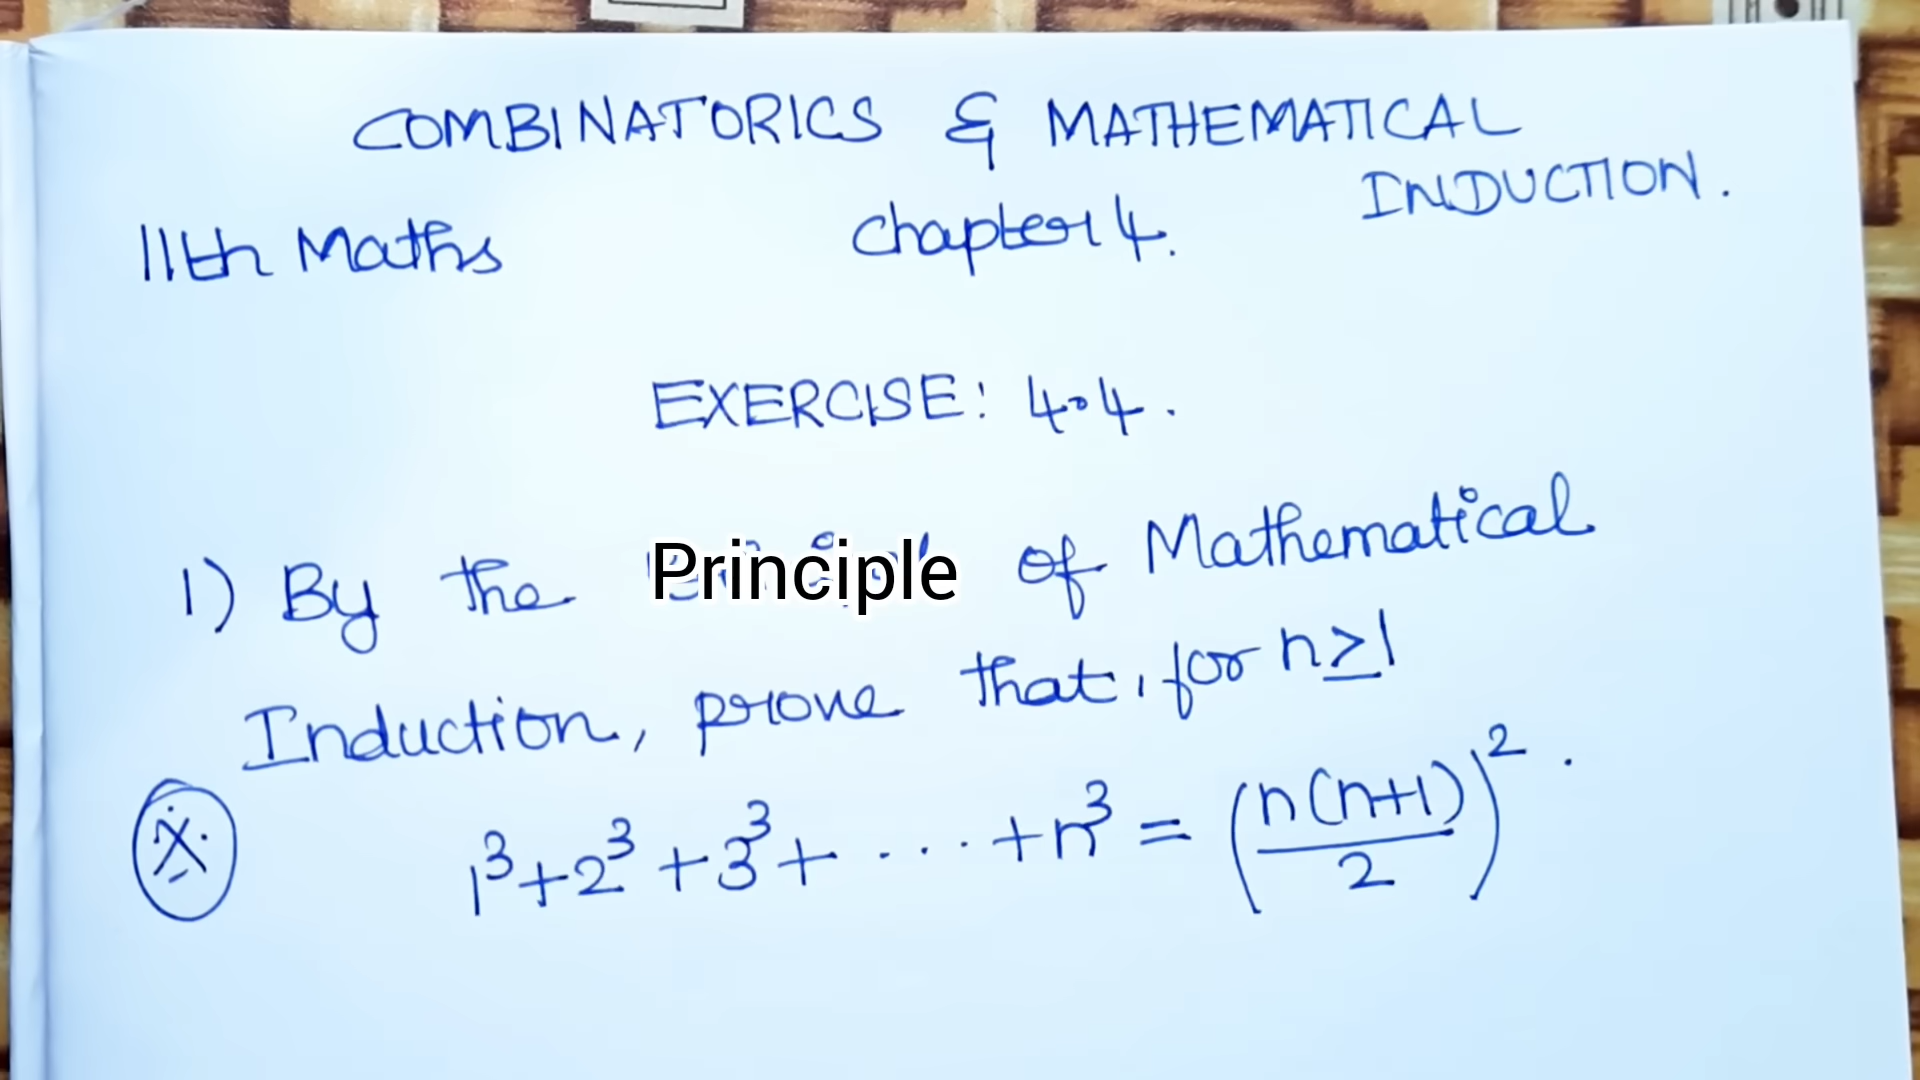 COMBINATORICS & MATHEMATICAL
INDUCTION.
11th Maths
Chapter 4.
EXERCISE: 4.4.
1) By the Principle of Mathematical
Induction, prove that, for n≥1
1³+2³+3³+ ....+n³ = (n(n+1)/2)².